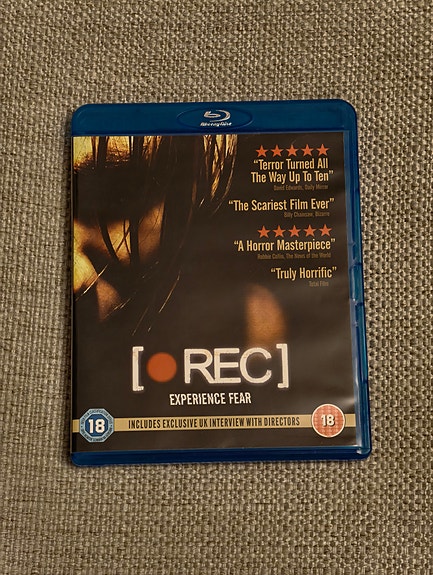 Blu-ray Disc
“Terror Turned All
The Way Up To Ten”
David Edwards, Daily Mirror
“The Scariest Film Ever”
Billy Chainsaw, Bizarre
“A Horror Masterpiece”
Robbie Collin, The News of the World
“Truly Horrific”
Total Film
[● REC]
EXPERIENCE FEAR
18
INCLUDES EXCLUSIVE UK INTERVIEW WITH DIRECTORS
18